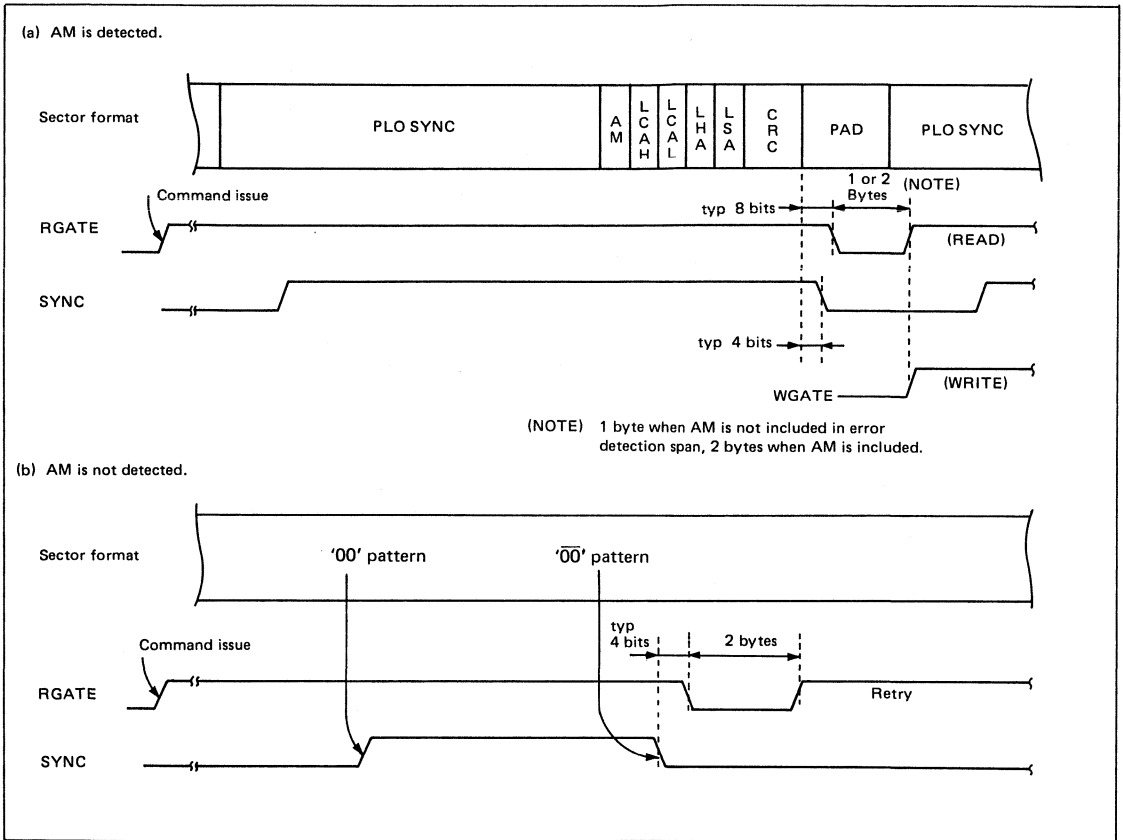 (a) AM is detected.
Sector format
PLO SYNC
AM
LCAH
LCAL
LHA
LSA
CRC
PAD
PLO SYNC
1 or 2
Bytes
(NOTE)
Command issue
typ 8 bits
RGATE
(READ)
SYNC
typ 4 bits
WGATE
(WRITE)
(NOTE) 1 byte when AM is not included in error
detection span, 2 bytes when AM is included.
(b) AM is not detected.
Sector format
'00' pattern
'0̅0̅' pattern
typ
4 bits
2 bytes
Command issue
RGATE
Retry
SYNC